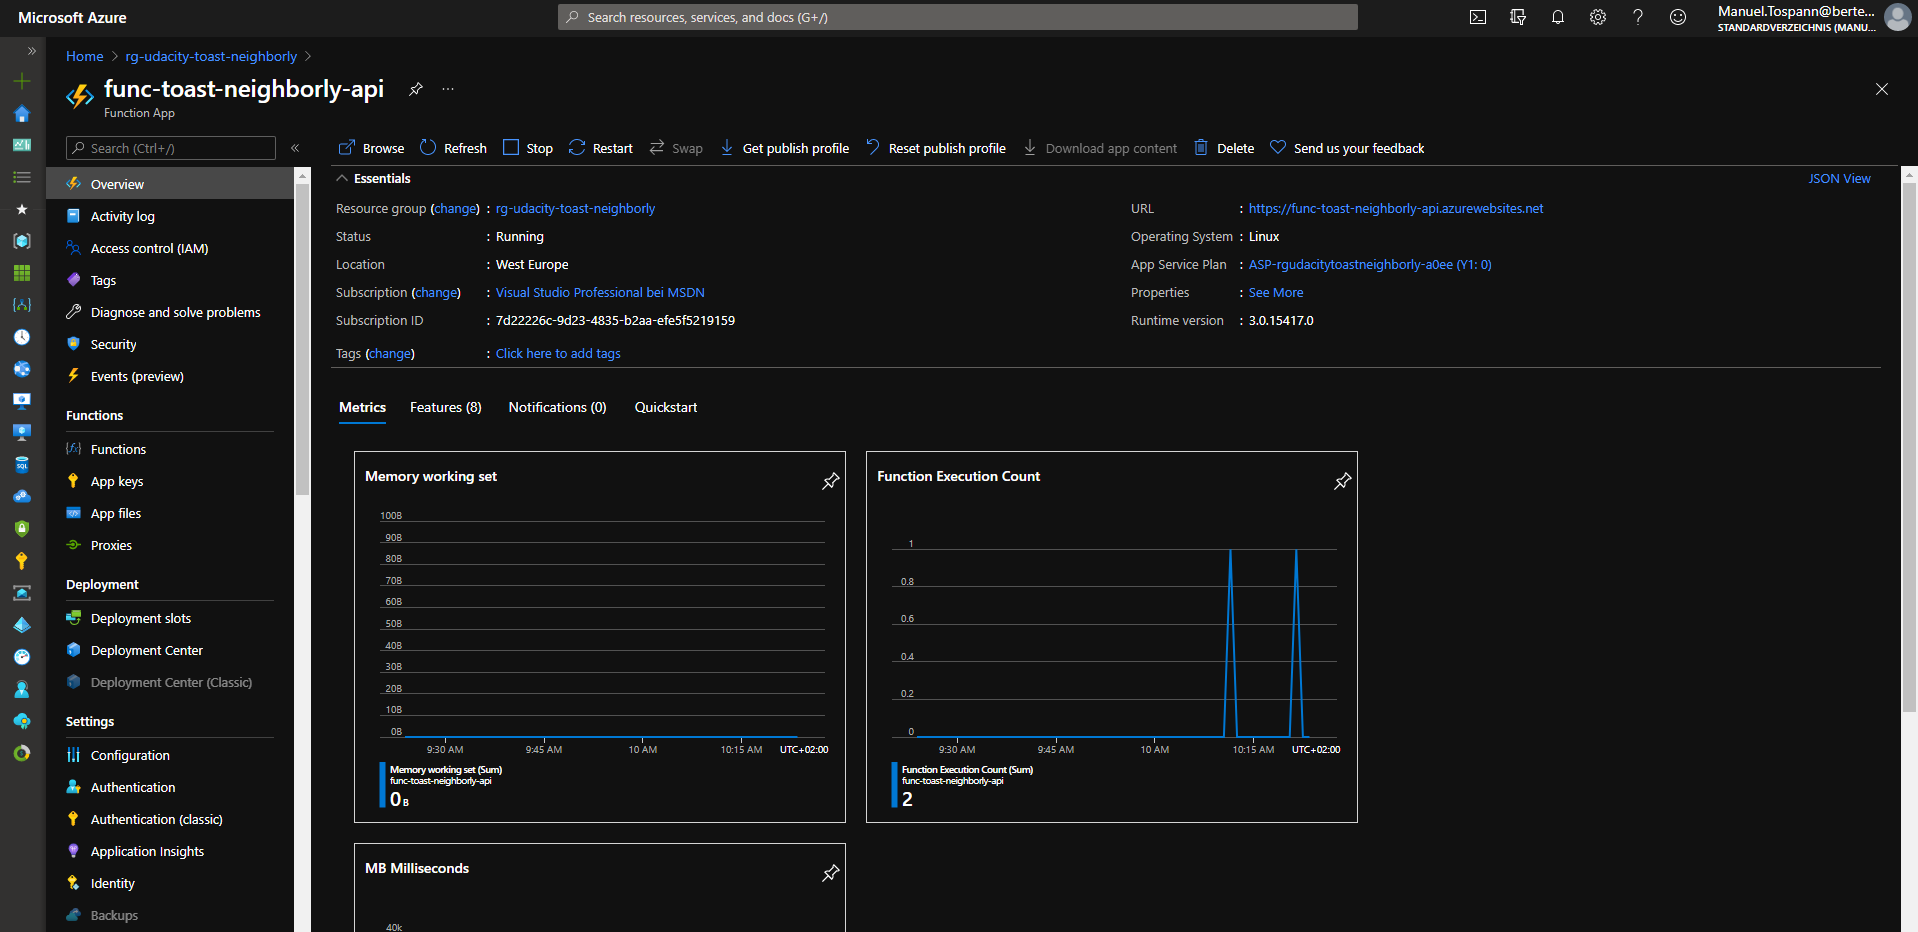 Microsoft Azure
Search resources, services, and docs (G+/)
Manuel.Tospann@berte...
STANDARDVERZEICHNIS (MANU...
Home > rg-udacity-toast-neighborly >
func-toast-neighborly-api
Function App
Search (Ctrl+/)
Browse
Refresh
Stop
Restart
Swap
Get publish profile
Reset publish profile
Download app content
Delete
Send us your feedback
Overview
Activity log
Access control (IAM)
Tags
Diagnose and solve problems
Security
Events (preview)
Functions
Functions
App keys
App files
Proxies
Deployment
Deployment slots
Deployment Center
Deployment Center (Classic)
Settings
Configuration
Authentication
Authentication (classic)
Application Insights
Identity
Backups
Essentials
JSON View
Resource group (change) : rg-udacity-toast-neighborly
Status : Running
Location : West Europe
Subscription (change) : Visual Studio Professional bei MSDN
Subscription ID : 7d22226c-9d23-4835-b2aa-efe5f5219159
Tags (change) : Click here to add tags
URL : https://func-toast-neighborly-api.azurewebsites.net
Operating System : Linux
App Service Plan : ASP-rgudacitytoastneighborly-a0ee (Y1: 0)
Properties : See More
Runtime version : 3.0.15417.0
Metrics
Features (8)
Notifications (0)
Quickstart
Memory working set
100B
90B
80B
70B
60B
50B
40B
30B
20B
10B
0B
9:30 AM 9:45 AM 10 AM 10:15 AM UTC+02:00
Memory working set (Sum)
func-toast-neighborly-api
0 B
Function Execution Count
1
0.8
0.6
0.4
0.2
0
9:30 AM 9:45 AM 10 AM 10:15 AM UTC+02:00
Function Execution Count (Sum)
func-toast-neighborly-api
2
MB Milliseconds
40k